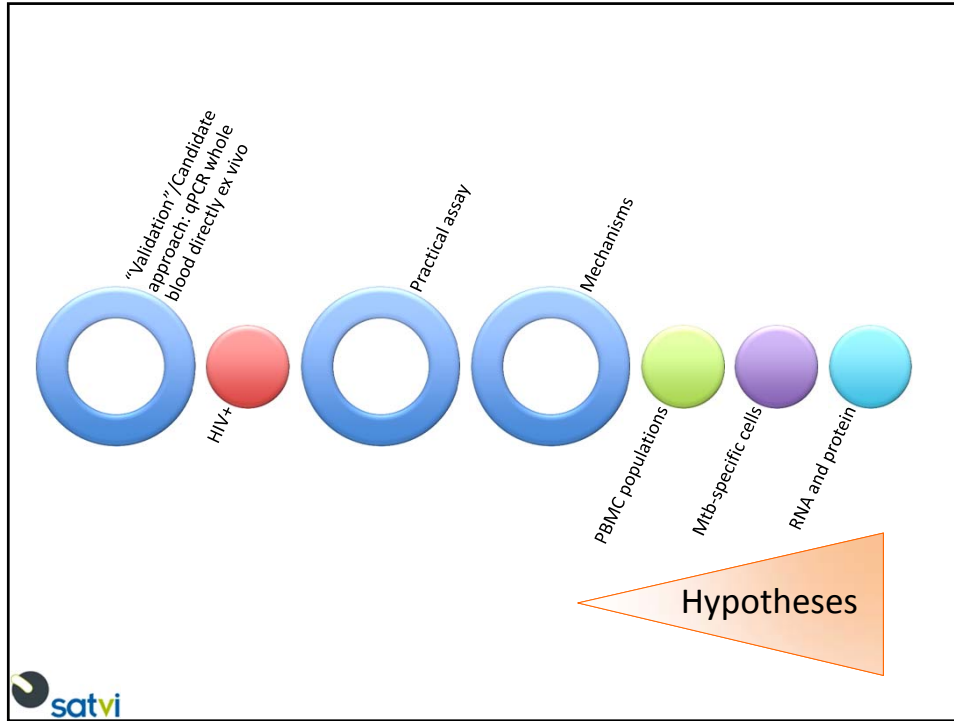 “Validation”/Candidate
approach: qPCR whole
blood directly ex vivo
HIV+
Practical assay
Mechanisms
PBMC populations
Mtb-specific cells
RNA and protein
Hypotheses
satvi